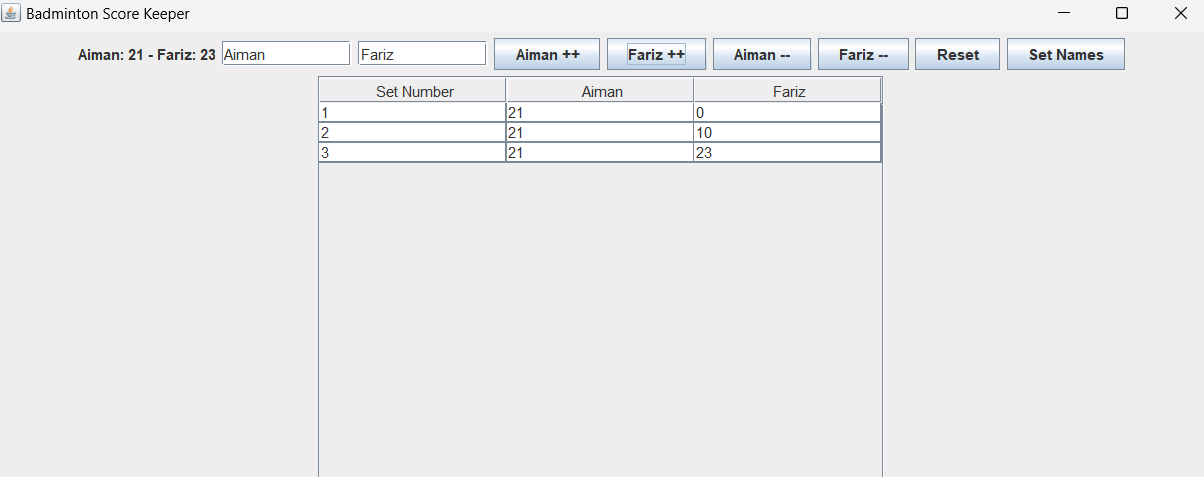 Badminton Score Keeper
Aiman: 21 - Fariz: 23 Aiman Fariz Aiman ++ Fariz ++ Aiman -- Fariz -- Reset Set Names
Set Number Aiman Fariz
1 21 0
2 21 10
3 21 23